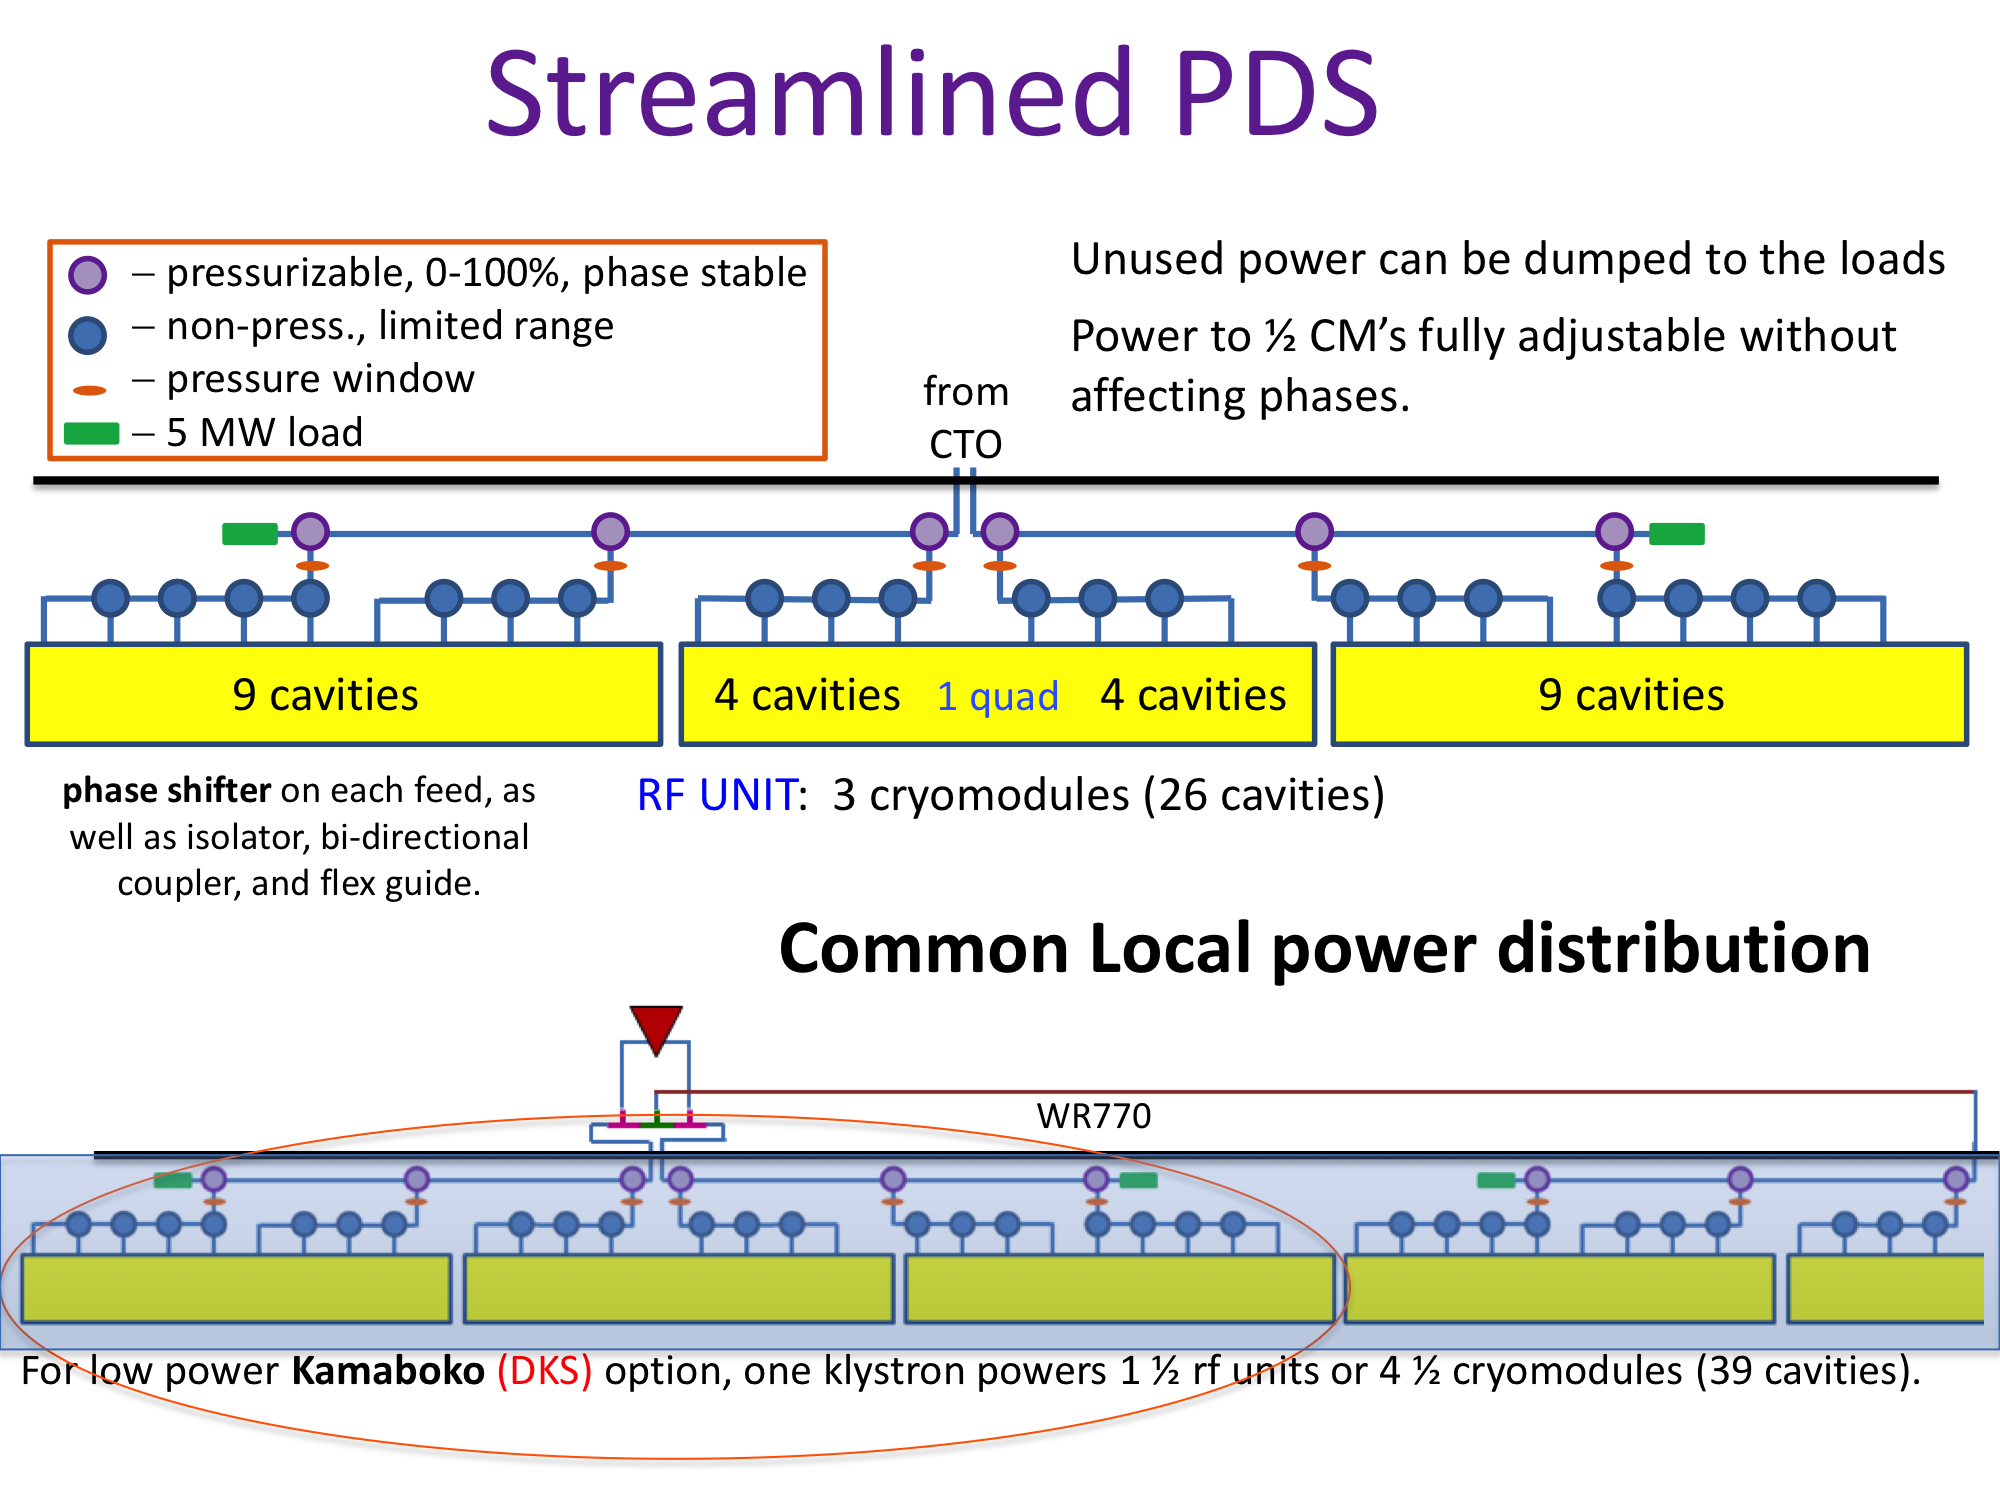 Streamlined PDS
– pressurizable, 0-100%, phase stable
– non-press., limited range
– pressure window
– 5 MW load
Unused power can be dumped to the loads
Power to ½ CM’s fully adjustable without
affecting phases.
from
CTO
9 cavities
4 cavities
1 quad
4 cavities
9 cavities
phase shifter on each feed, as
well as isolator, bi-directional
coupler, and flex guide.
RF UNIT: 3 cryomodules (26 cavities)
Common Local power distribution
WR770
For low power Kamaboko (DKS) option, one klystron powers 1 ½ rf units or 4 ½ cryomodules (39 cavities).